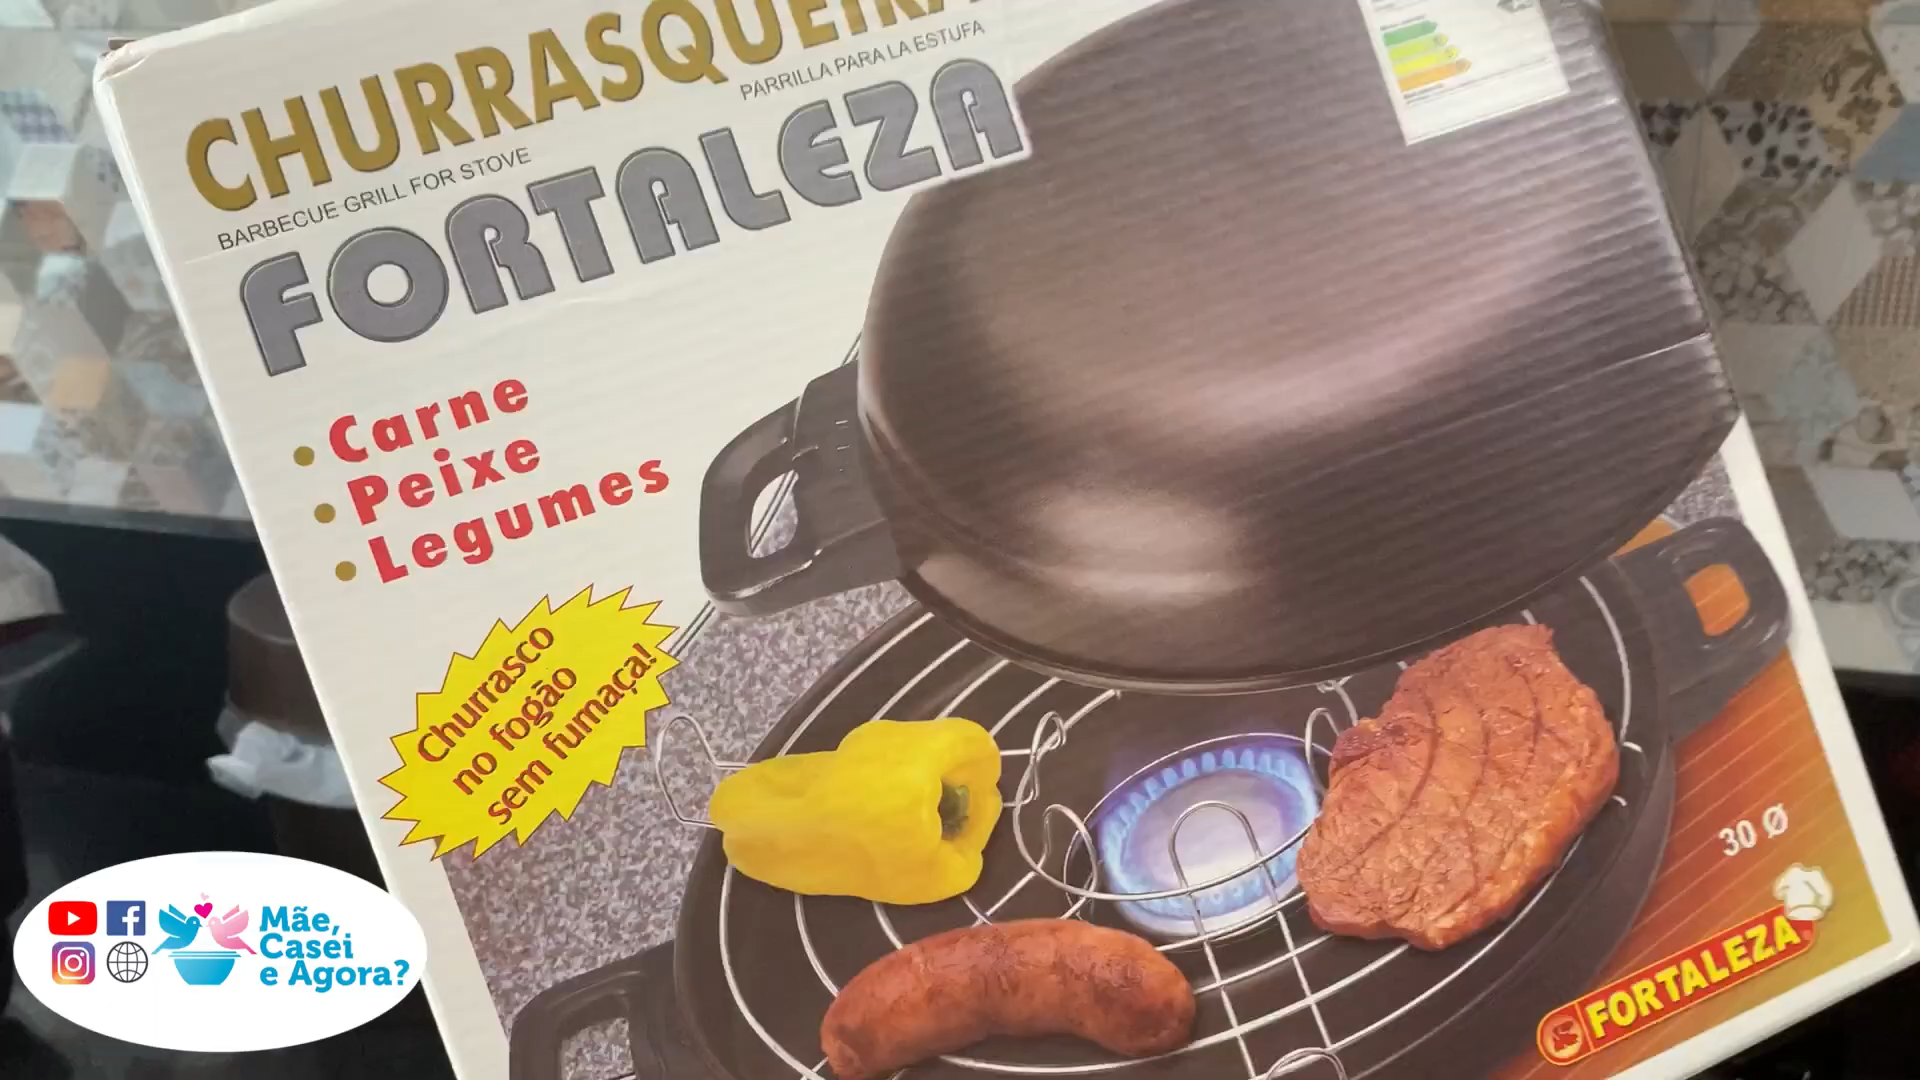 CHURRASQUEIRA
PARRILLA PARA LA ESTUFA
BARBECUE GRILL FOR STOVE
FORTALEZA
• Carne
• Peixe
• Legumes
Churrasco
no fogão
sem fumaça!
30 Ø
FORTALEZA
Mãe,
Casei
e Agora?